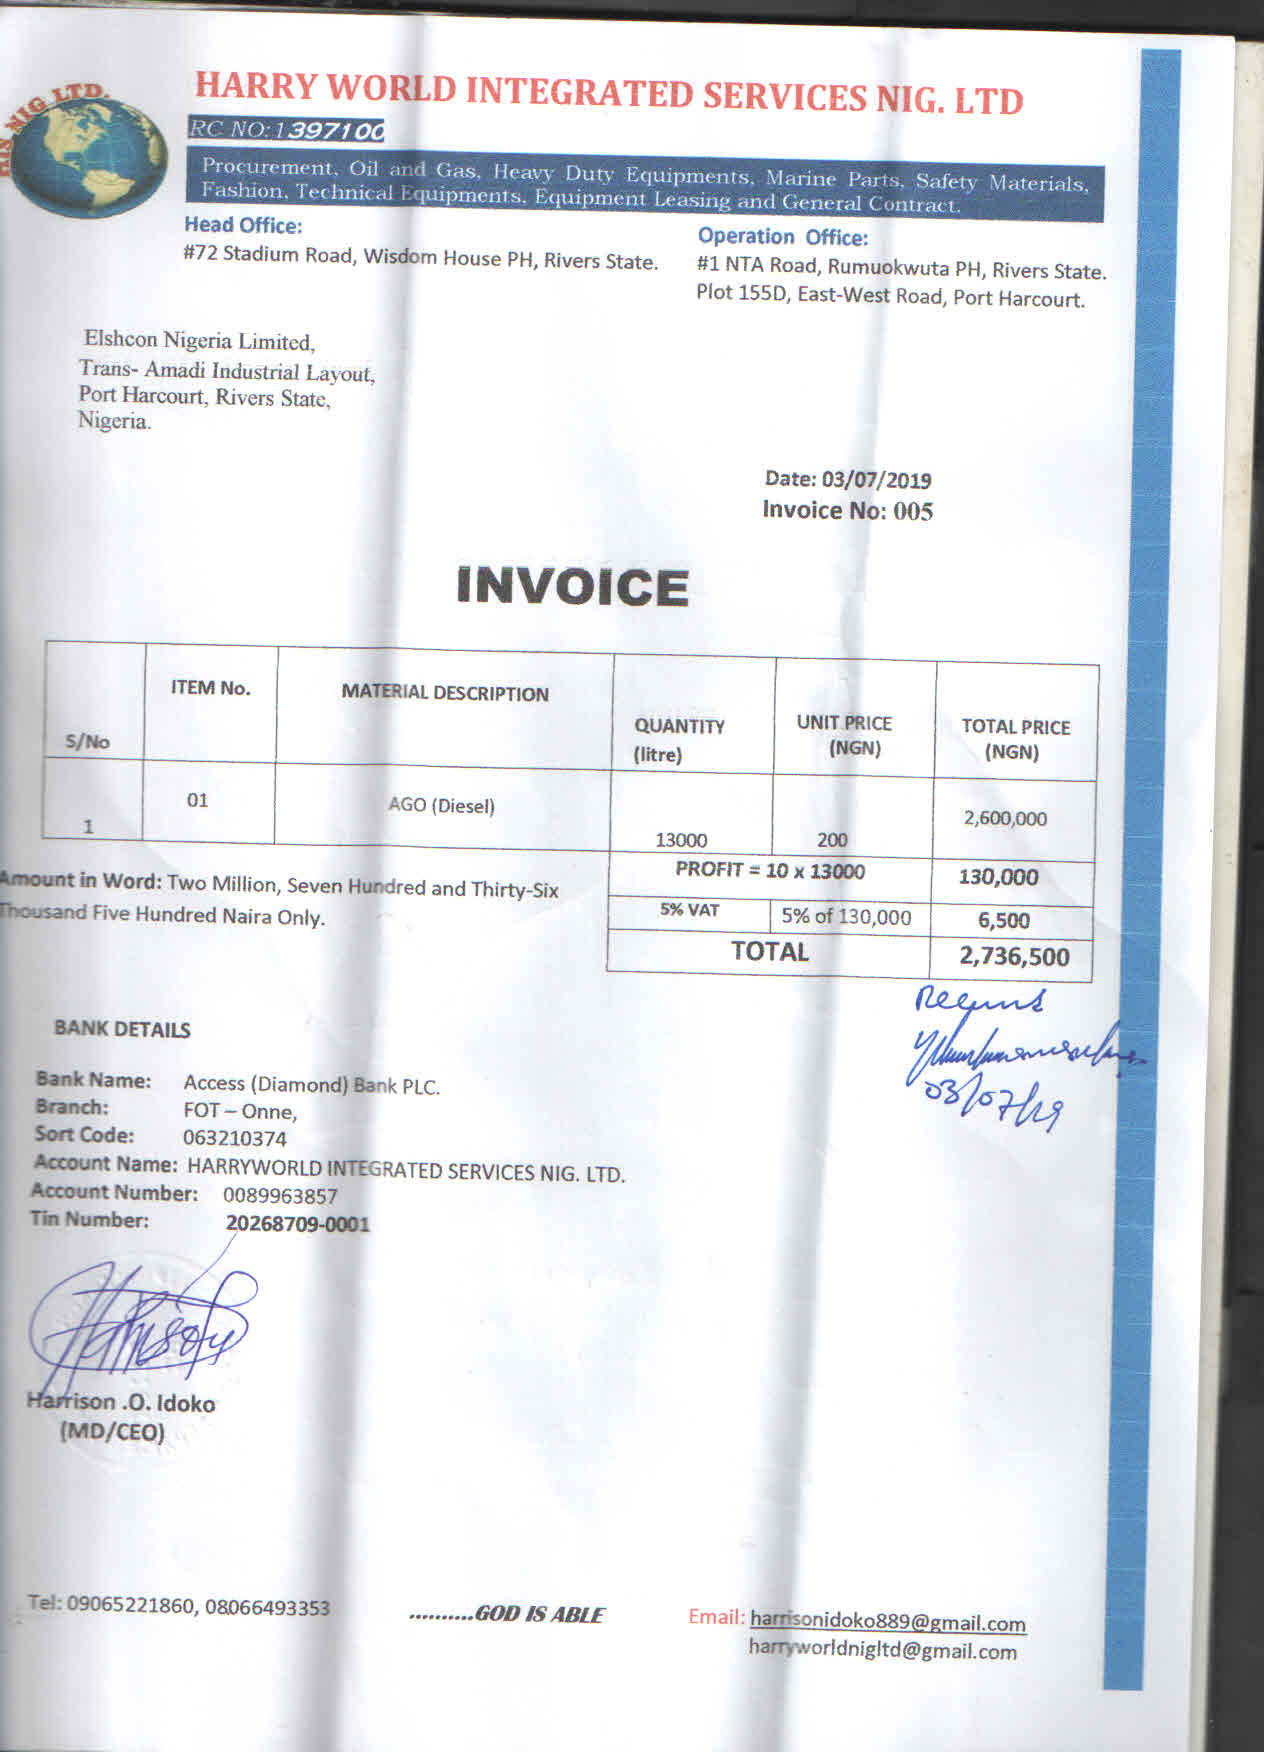 NIG LTD.
HARRY WORLD INTEGRATED SERVICES NIG. LTD
RC NO: 1397100
Procurement, Oil and Gas, Heavy Duty Equipments, Marine Parts, Safety Materials,
Fashion, Technical Equipments, Equipment Leasing and General Contract.
Head Office:
#72 Stadium Road, Wisdom House PH, Rivers State.
Operation Office:
#1 NTA Road, Rumuokwuta PH, Rivers State.
Plot 155D, East-West Road, Port Harcourt.
Elshcon Nigeria Limited,
Trans- Amadi Industrial Layout,
Port Harcourt, Rivers State,
Nigeria.
Date: 03/07/2019
Invoice No: 005
INVOICE
S/No ITEM No. MATERIAL DESCRIPTION QUANTITY (litre) UNIT PRICE (NGN) TOTAL PRICE (NGN)
1 01 AGO (Diesel) 13000 200 2,600,000
PROFIT = 10 x 13000 130,000
5% VAT 5% of 130,000 6,500
TOTAL 2,736,500
Amount in Word: Two Million, Seven Hundred and Thirty-Six
Thousand Five Hundred Naira Only.
03/07/19
BANK DETAILS
Bank Name: Access (Diamond) Bank PLC.
Branch: FOT – Onne,
Sort Code: 063210374
Account Name: HARRYWORLD INTEGRATED SERVICES NIG. LTD.
Account Number: 0089963857
Tin Number: 20268709-0001
Harrison .O. Idoko
(MD/CEO)
Tel: 09065221860, 08066493353
..........GOD IS ABLE
Email: harrisonidoko889@gmail.com
harryworldnigltd@gmail.com